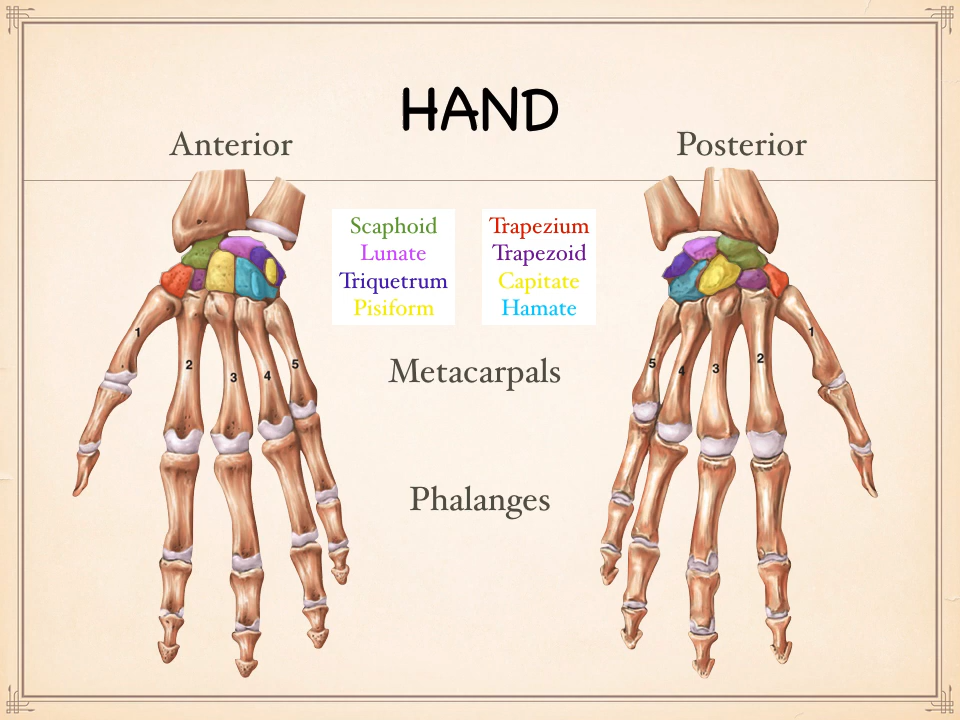 HAND
Anterior
Posterior
Scaphoid
Lunate
Triquetrum
Pisiform
Trapezium
Trapezoid
Capitate
Hamate
1
2
3
4
5
5
4
3
2
1
Metacarpals
Phalanges